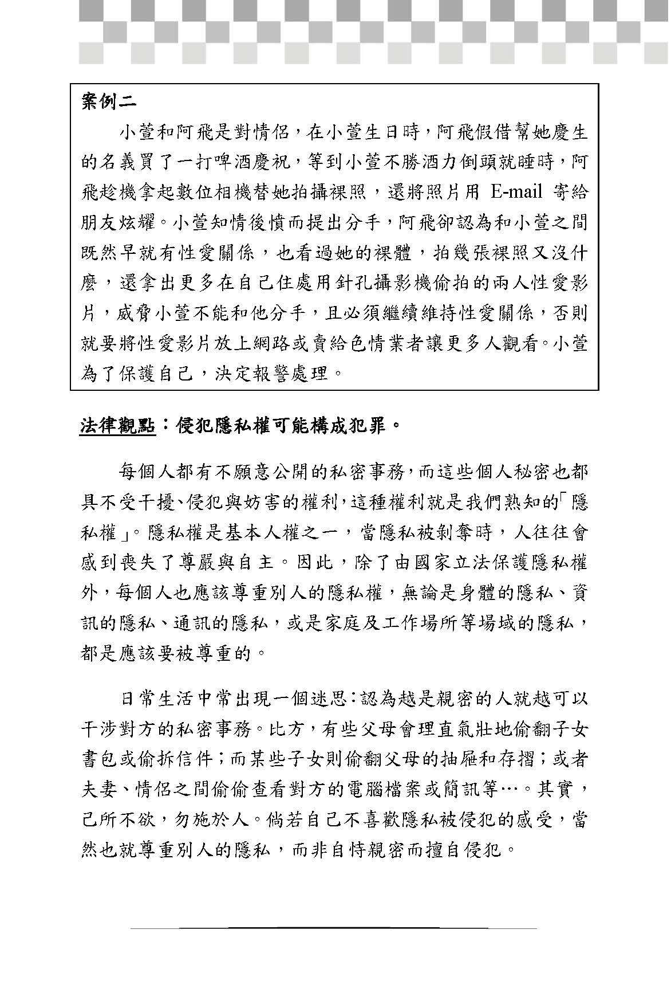 案例二
小萱和阿飛是對情侶，在小萱生日時，阿飛假借幫她慶生
的名義買了一打啤酒慶祝，等到小萱不勝酒力倒頭就睡時，阿
飛趁機拿起數位相機替她拍攝裸照，還將照片用 E-mail 寄給
朋友炫耀。小萱知情後憤而提出分手，阿飛卻認為和小萱之間
既然早就有性愛關係，也看過她的裸體，拍幾張裸照又沒什
麼，還拿出更多在自己住處用針孔攝影機偷拍的兩人性愛影
片，威脅小萱不能和他分手，且必須繼續維持性愛關係，否則
就要將性愛影片放上網路或賣給色情業者讓更多人觀看。小萱
為了保護自己，決定報警處理。
法律觀點：侵犯隱私權可能構成犯罪。
每個人都有不願意公開的私密事務，而這些個人秘密也都
具不受干擾、侵犯與妨害的權利，這種權利就是我們熟知的「隱
私權」。隱私權是基本人權之一，當隱私被剝奪時，人往往會
感到喪失了尊嚴與自主。因此，除了由國家立法保護隱私權
外，每個人也應該尊重別人的隱私權，無論是身體的隱私、資
訊的隱私、通訊的隱私，或是家庭及工作場所等場域的隱私，
都是應該要被尊重的。
日常生活中常出現一個迷思：認為越是親密的人就越可以
干涉對方的私密事務。比方，有些父母會理直氣壯地偷翻子女
書包或偷拆信件；而某些子女則偷翻父母的抽屜和存摺；或者
夫妻、情侶之間偷偷查看對方的電腦檔案或簡訊等…。其實，
己所不欲，勿施於人。倘若自己不喜歡隱私被侵犯的感受，當
然也就尊重別人的隱私，而非自恃親密而擅自侵犯。